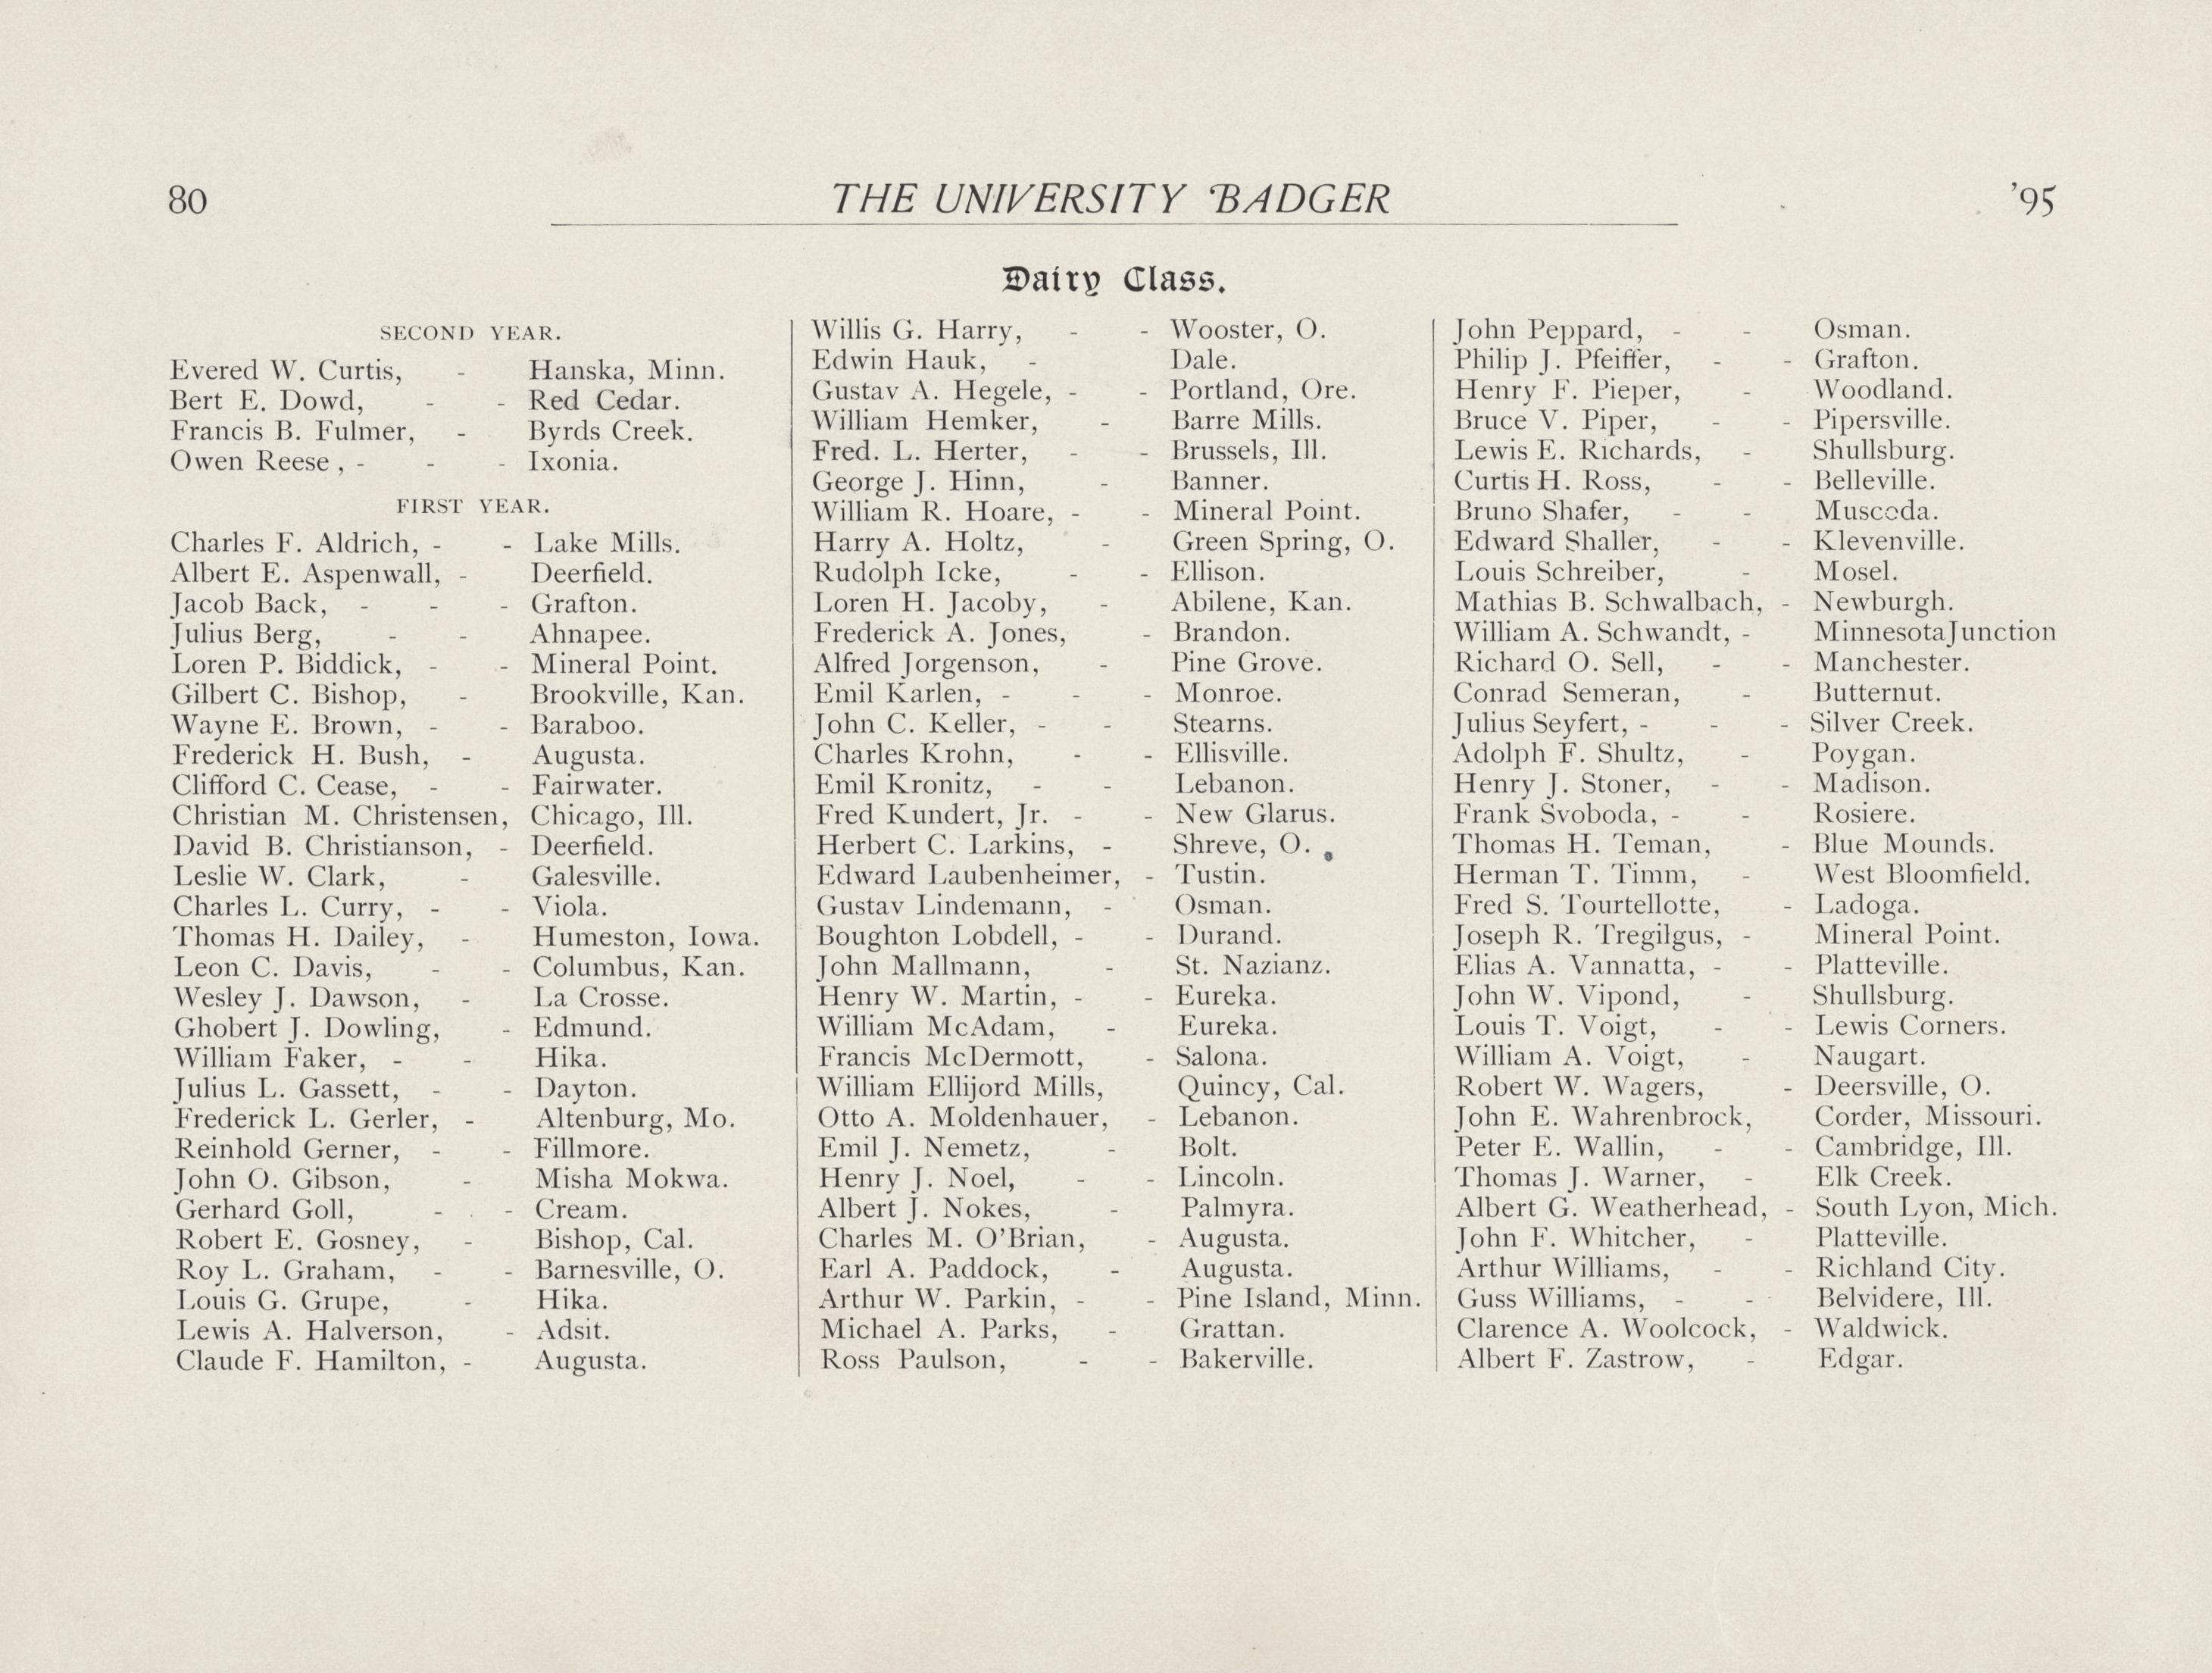 80 THE UNIVERSITY BADGER '95
Dairy Class.
SECOND YEAR.
Evered W. Curtis, - Hanska, Minn.
Bert E. Dowd, - - Red Cedar.
Francis B. Fulmer, - Byrds Creek.
Owen Reese, - - - Ixonia.
FIRST YEAR.
Charles F. Aldrich, - - Lake Mills.
Albert E. Aspenwall, - Deerfield.
Jacob Back, - - - Grafton.
Julius Berg, - - Ahnapee.
Loren P. Biddick, - - Mineral Point.
Gilbert C. Bishop, - Brookville, Kan.
Wayne E. Brown, - - Baraboo.
Frederick H. Bush, - Augusta.
Clifford C. Cease, - - Fairwater.
Christian M. Christensen, Chicago, Ill.
David B. Christianson, - Deerfield.
Leslie W. Clark, - Galesville.
Charles L. Curry, - - Viola.
Thomas H. Dailey, - Humeston, Iowa.
Leon C. Davis, - - Columbus, Kan.
Wesley J. Dawson, - La Crosse.
Ghobert J. Dowling, - Edmund.
William Faker, - - Hika.
Julius L. Gassett, - - Dayton.
Frederick L. Gerler, - Altenburg, Mo.
Reinhold Gerner, - - Fillmore.
John O. Gibson, - Misha Mokwa.
Gerhard Goll, - - Cream.
Robert E. Gosney, - Bishop, Cal.
Roy L. Graham, - - Barnesville, O.
Louis G. Grupe, - Hika.
Lewis A. Halverson, - Adsit.
Claude F. Hamilton, - Augusta.
Willis G. Harry, - - Wooster, O.
Edwin Hauk, - Dale.
Gustav A. Hegele, - - Portland, Ore.
William Hemker, - Barre Mills.
Fred. L. Herter, - - Brussels, Ill.
George J. Hinn, - Banner.
William R. Hoare, - - Mineral Point.
Harry A. Holtz, - Green Spring, O.
Rudolph Icke, - - Ellison.
Loren H. Jacoby, - Abilene, Kan.
Frederick A. Jones, - Brandon.
Alfred Jorgenson, - Pine Grove.
Emil Karlen, - - - Monroe.
John C. Keller, - - Stearns.
Charles Krohn, - - Ellisville.
Emil Kronitz, - - Lebanon.
Fred Kundert, Jr. - - New Glarus.
Herbert C. Larkins, - Shreve, O.
Edward Laubenheimer, - Tustin.
Gustav Lindemann, - Osman.
Boughton Lobdell, - - Durand.
John Mallmann, - St. Nazianz.
Henry W. Martin, - - Eureka.
William McAdam, - Eureka.
Francis McDermott, - Salona.
William Ellijord Mills, Quincy, Cal.
Otto A. Moldenhauer, - Lebanon.
Emil J. Nemetz, - Bolt.
Henry J. Noel, - - Lincoln.
Albert J. Nokes, - Palmyra.
Charles M. O'Brian, - Augusta.
Earl A. Paddock, - Augusta.
Arthur W. Parkin, - - Pine Island, Minn.
Michael A. Parks, - Grattan.
Ross Paulson, - - Bakerville.
John Peppard, - - Osman.
Philip J. Pfeiffer, - - Grafton.
Henry F. Pieper, - Woodland.
Bruce V. Piper, - - Pipersville.
Lewis E. Richards, - Shullsburg.
Curtis H. Ross, - - Belleville.
Bruno Shafer, - - Muscoda.
Edward Shaller, - - Klevenville.
Louis Schreiber, - Mosel.
Mathias B. Schwalbach, - Newburgh.
William A. Schwandt, - Minnesota Junction
Richard O. Sell, - - Manchester.
Conrad Semeran, - Butternut.
Julius Seyfert, - - - Silver Creek.
Adolph F. Shultz, - Poygan.
Henry J. Stoner, - - Madison.
Frank Svoboda, - - Rosiere.
Thomas H. Teman, - Blue Mounds.
Herman T. Timm, - West Bloomfield.
Fred S. Tourtellotte, - Ladoga.
Joseph R. Tregilgus, - Mineral Point.
Elias A. Vannatta, - - Platteville.
John W. Vipond, - Shullsburg.
Louis T. Voigt, - - Lewis Corners.
William A. Voigt, - Naugart.
Robert W. Wagers, - Deersville, O.
John E. Wahrenbrock, Corder, Missouri.
Peter E. Wallin, - - Cambridge, Ill.
Thomas J. Warner, - Elk Creek.
Albert G. Weatherhead, - South Lyon, Mich.
John F. Whitcher, - Platteville.
Arthur Williams, - - Richland City.
Guss Williams, - - Belvidere, Ill.
Clarence A. Woolcock, - Waldwick.
Albert F. Zastrow, - Edgar.